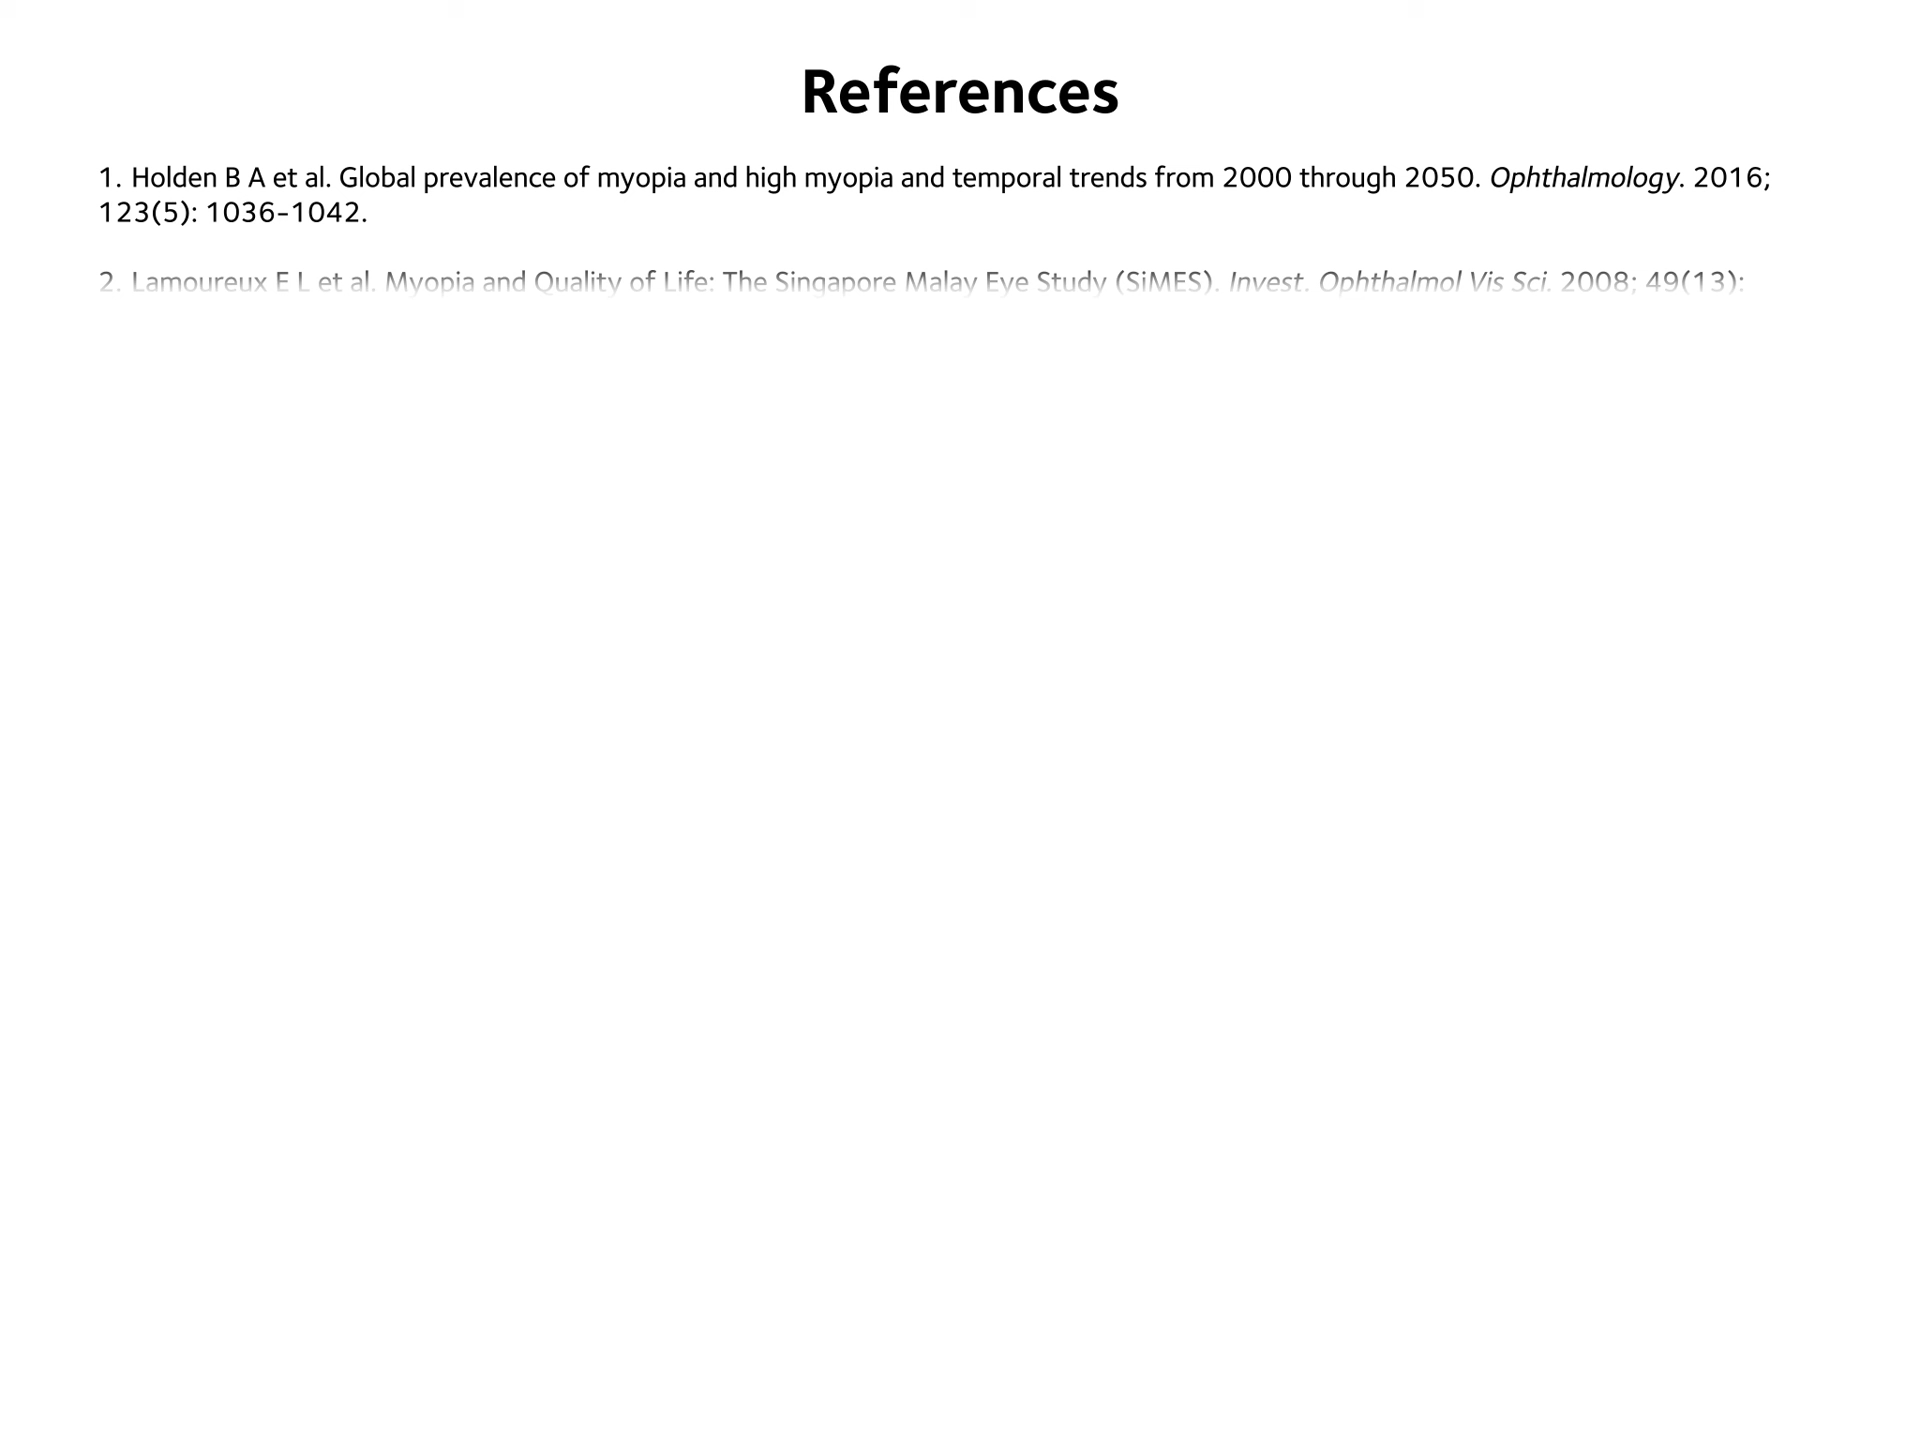 References
1. Holden B A et al. Global prevalence of myopia and high myopia and temporal trends from 2000 through 2050. Ophthalmology. 2016;
123(5): 1036–1042.
2. Lamoureux E L et al. Myopia and Quality of Life: The Singapore Malay Eye Study (SiMES). Invest. Ophthalmol Vis Sci. 2008; 49(13):